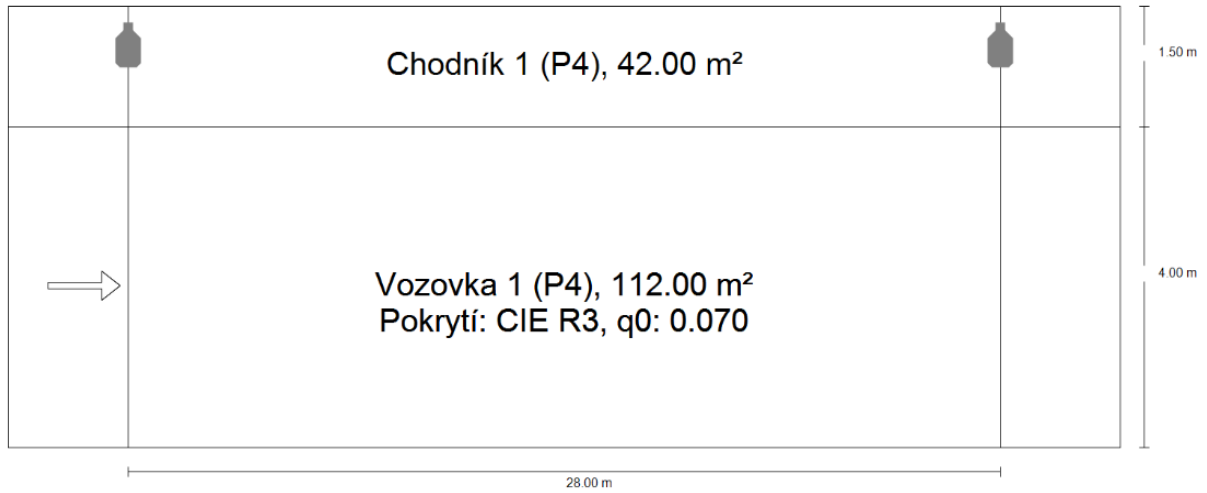 Chodník 1 (P4), 42.00 m²
1.50 m
Vozovka 1 (P4), 112.00 m²
Pokrytí: CIE R3, q0: 0.070
4.00 m
28.00 m